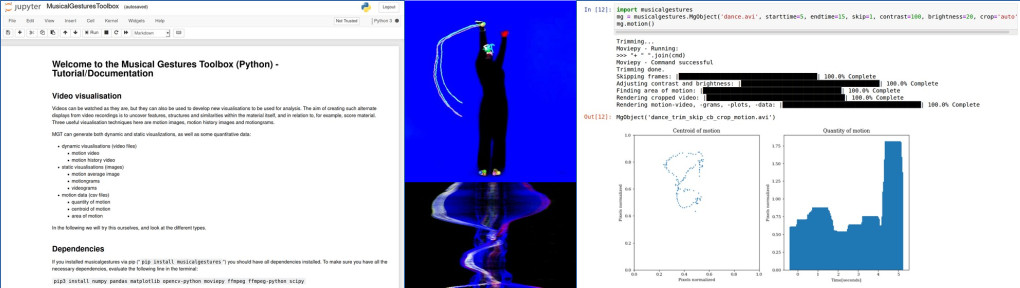 jupyter MusicalGesturesToolbox (autosaved)
Logout
File Edit View Insert Cell Kernel Widgets Help
Not Trusted Python 3
Run Markdown
Welcome to the Musical Gestures Toolbox (Python) -
Tutorial/Documentation
Video visualisation
Videos can be watched as they are, but they can also be used to develop new visualisations to be used for analysis. The aim of creating such alternate
displays from video recordings is to uncover features, structures and similarities within the material itself, and in relation to, for example, score material.
Three useful visualisation techniques here are motion images, motion history images and motiongrams.
MGT can generate both dynamic and static visualizations, as well as some quantitative data:
dynamic visualisations (video files)
motion video
motion history video
static visualisations (images)
motion average image
motiongrams
videograms
motion data (csv files)
quantity of motion
centroid of motion
area of motion
In the following we will try this ourselves, and look at the different types.
Dependencies
If you installed musicalgestures via pip (" pip install musicalgestures ") you should have all dependencies installed. To make sure you have all the
necessary dependencies, evaluate the following line in the terminal:
pip3 install numpy pandas matplotlib opencv-python moviepy ffmpeg ffmpeg-python scipy
In [12]: import musicalgestures
mg = musicalgestures.MgObject('dance.avi', starttime=5, endtime=15, skip=1, contrast=100, brightness=20, crop='auto'
mg.motion()
Trimming...
Moviepy - Running:
>>> "+ " ".join(cmd)
Moviepy - Command successful
Trimming done.
Skipping frames: [ ] 100.0% Complete
Adjusting contrast and brightness: [ ] 100.0% Complete
Finding area of motion: [ ] 100.0% Complete
Rendering cropped video: [ ] 100.0% Complete
Rendering motion-video, -grams, -plots, -data: [ ] 100.0% Complete
Out[12]: MgObject('dance_trim_skip_cb_crop_motion.avi')
Centroid of motion
Pixels normalized
1.0
0.8
0.6
0.4
0.2
0.0
0.0 0.2 0.4 0.6 0.8 1.0
Pixels normalized
Quantity of motion
Pixels normalized
1.75
1.50
1.25
1.00
0.75
0.50
0.25
0.00
0 1 2 3 4 5
Time[seconds]